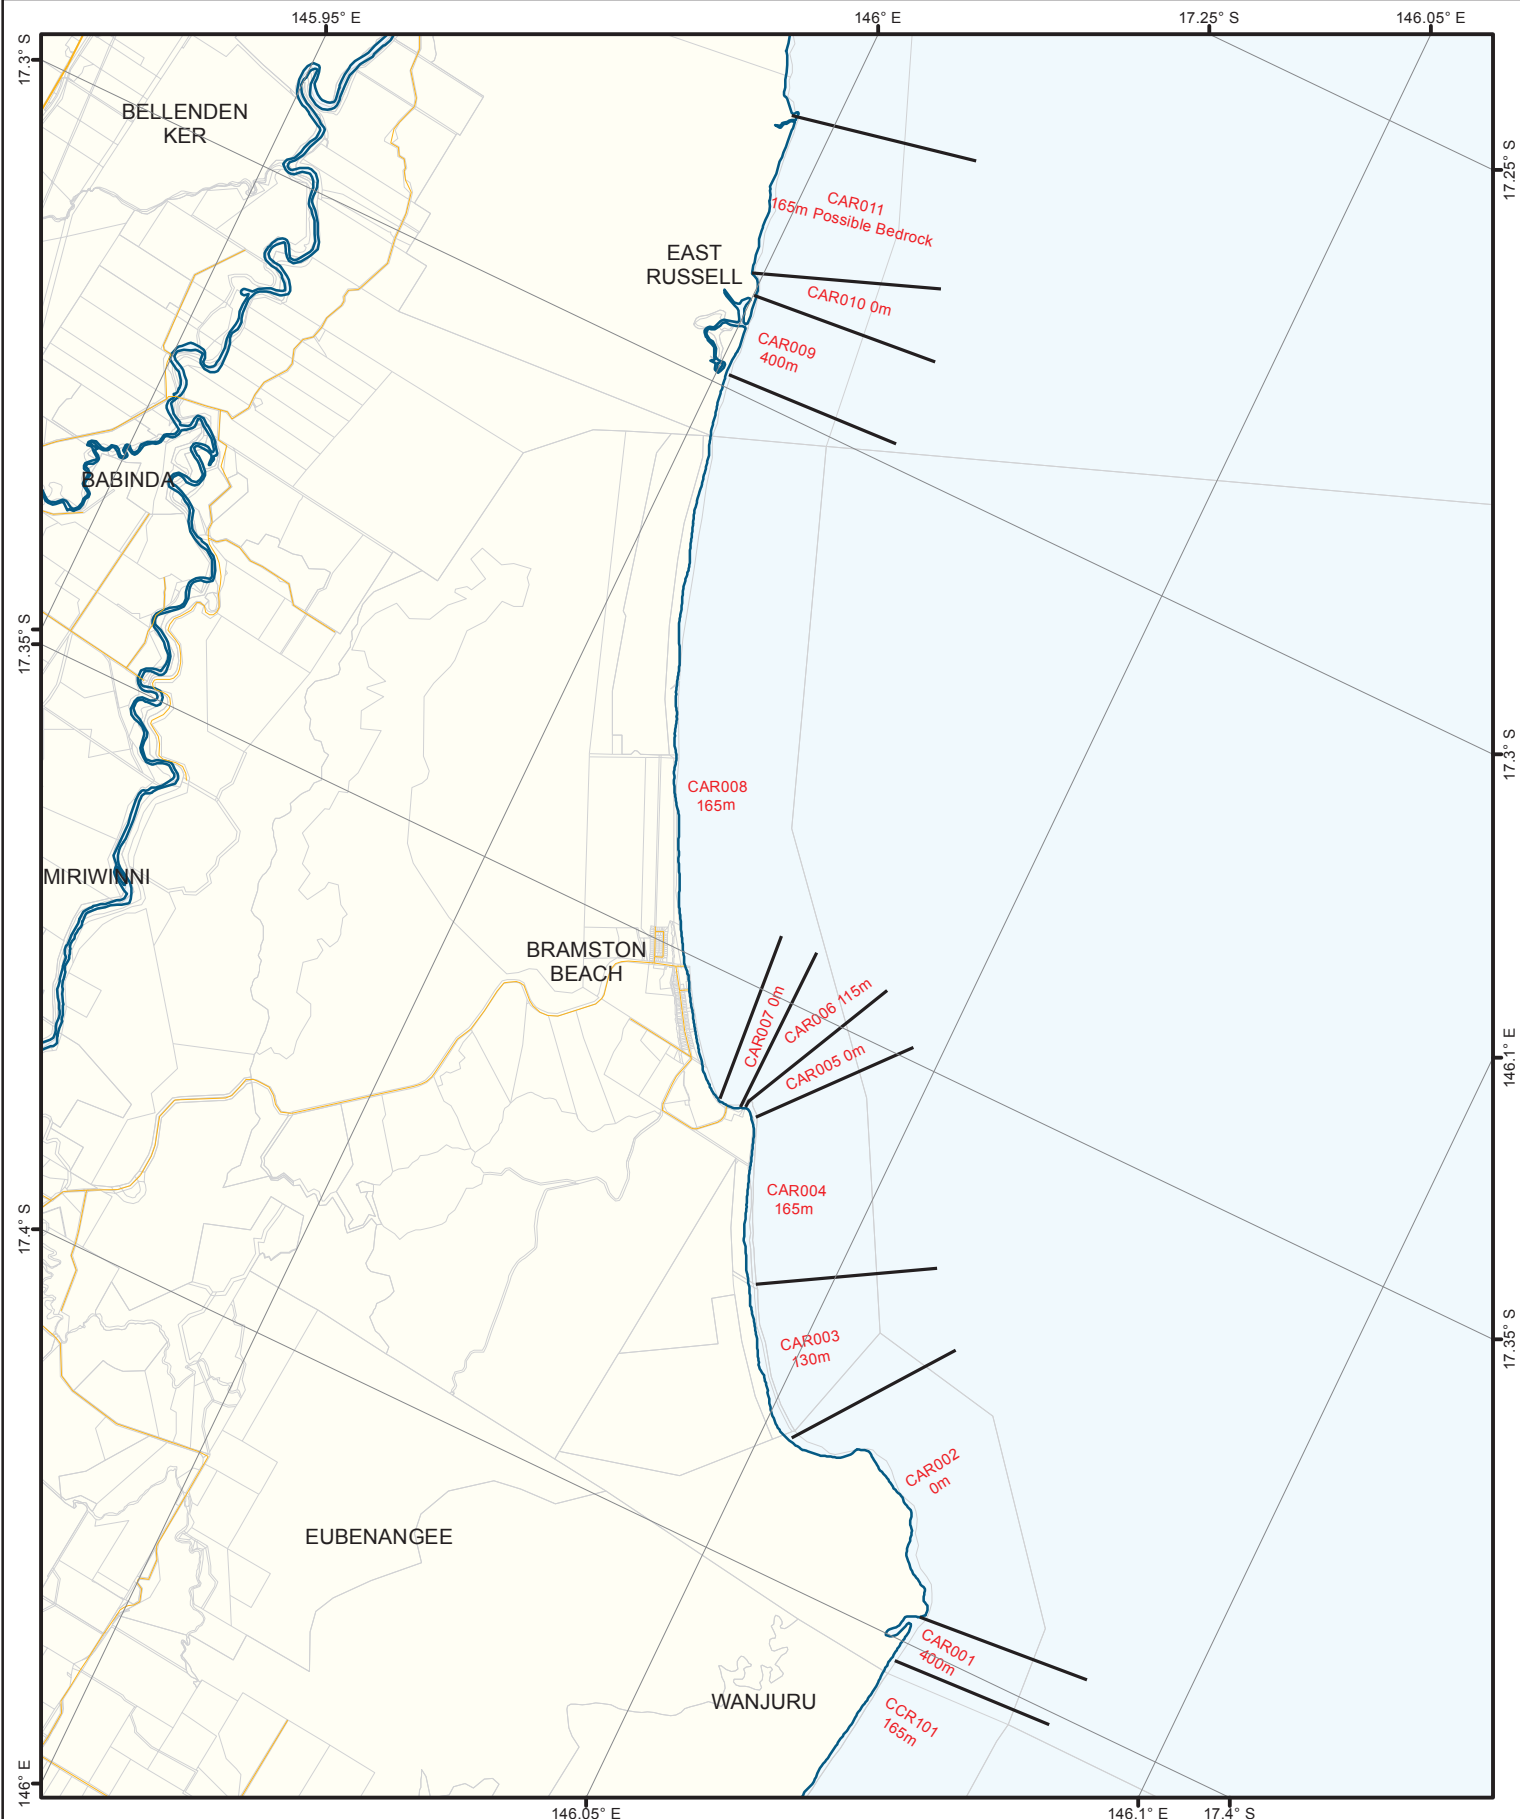 145.95° E
146° E
17.25° S
146.05° E
17.3° S
BELLENDEN
KER
17.25° S
CAR011
165m Possible Bedrock
EAST
RUSSELL
CAR010 0m
CAR009
400m
BABINDA
17.35° S
17.3° S
CAR008
165m
MIRIWINNI
BRAMSTON
BEACH
CAR007 0m
CAR006 115m
CAR005 0m
146.1° E
CAR004
165m
17.4° S
CAR003
130m
17.35° S
CAR002
0m
EUBENANGEE
CAR001
400m
WANJURU
CCR101
165m
146° E
146.05° E
146.1° E
17.4° S